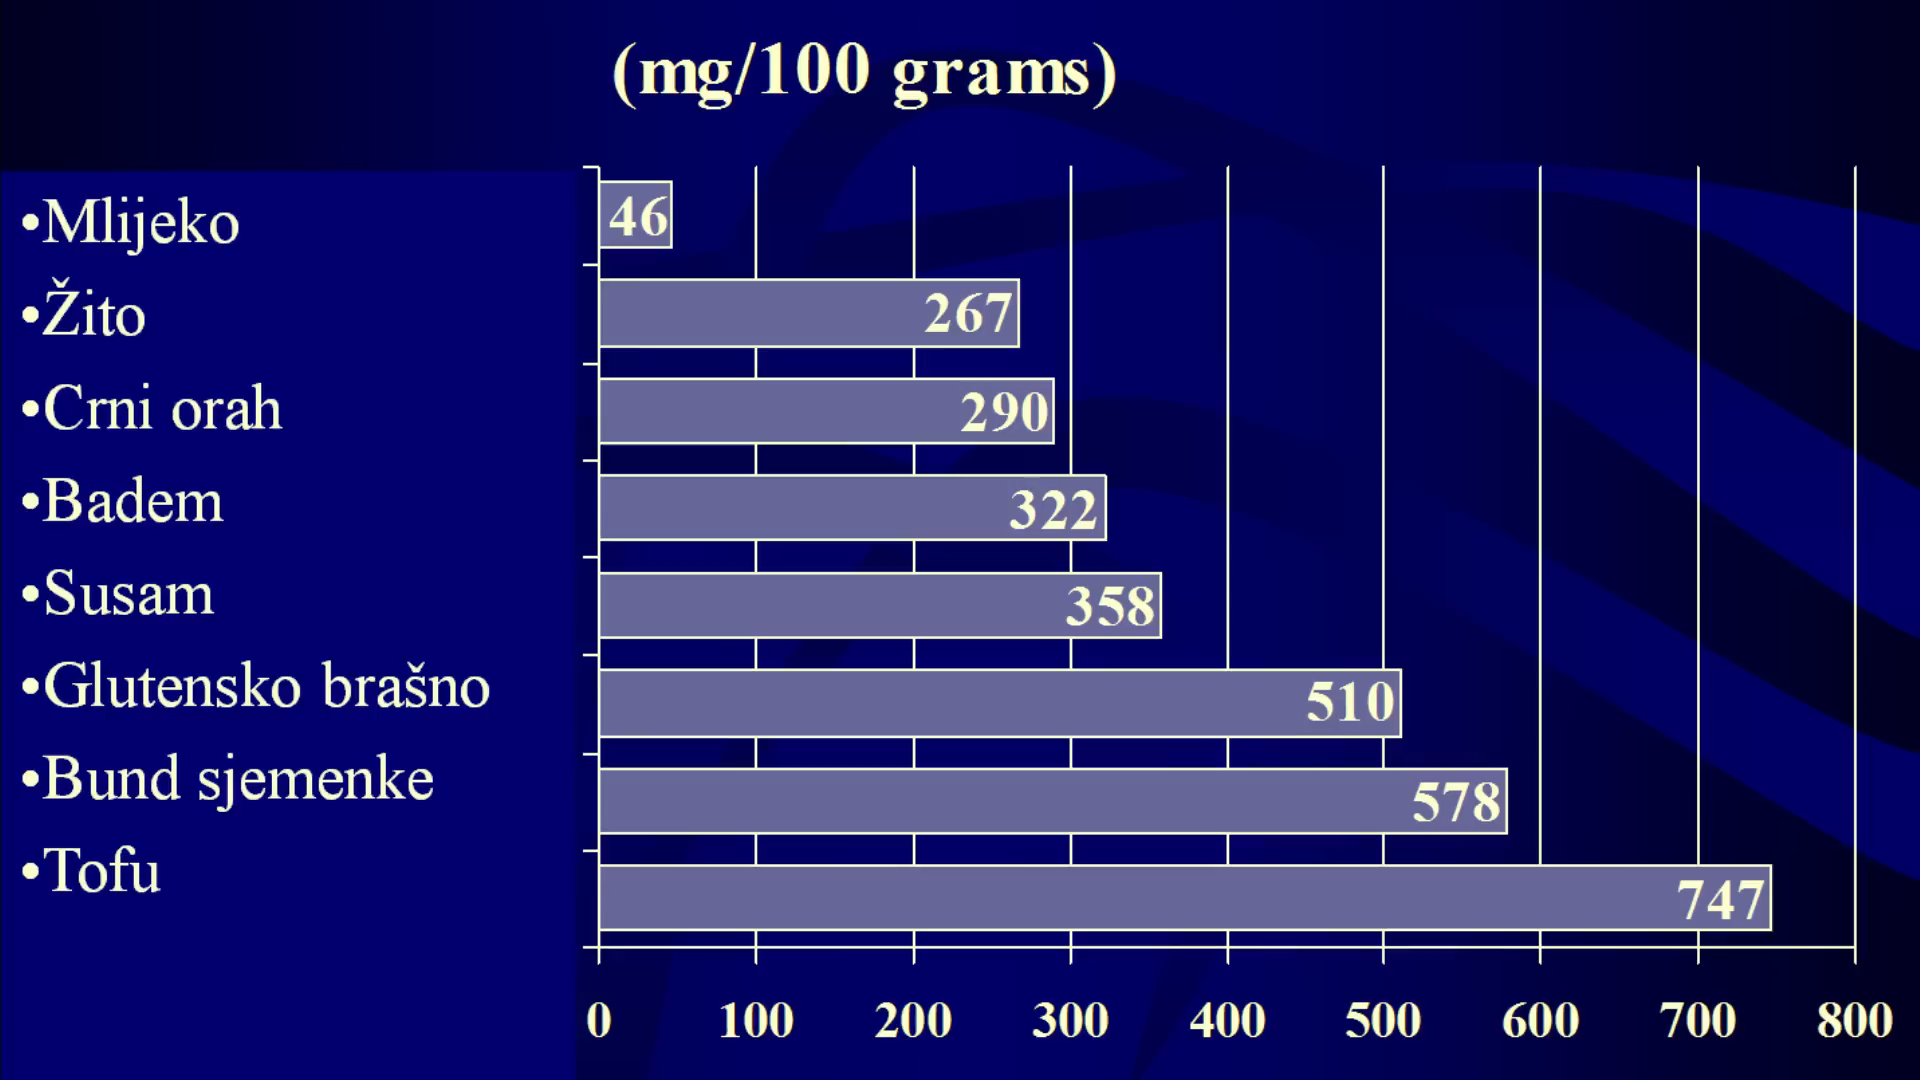 (mg/100 grams)
•Mlijeko
46
•Žito
267
•Crni orah
290
•Badem
322
•Susam
358
•Glutensko brašno
510
•Bund sjemenke
578
•Tofu
747
0 100 200 300 400 500 600 700 800